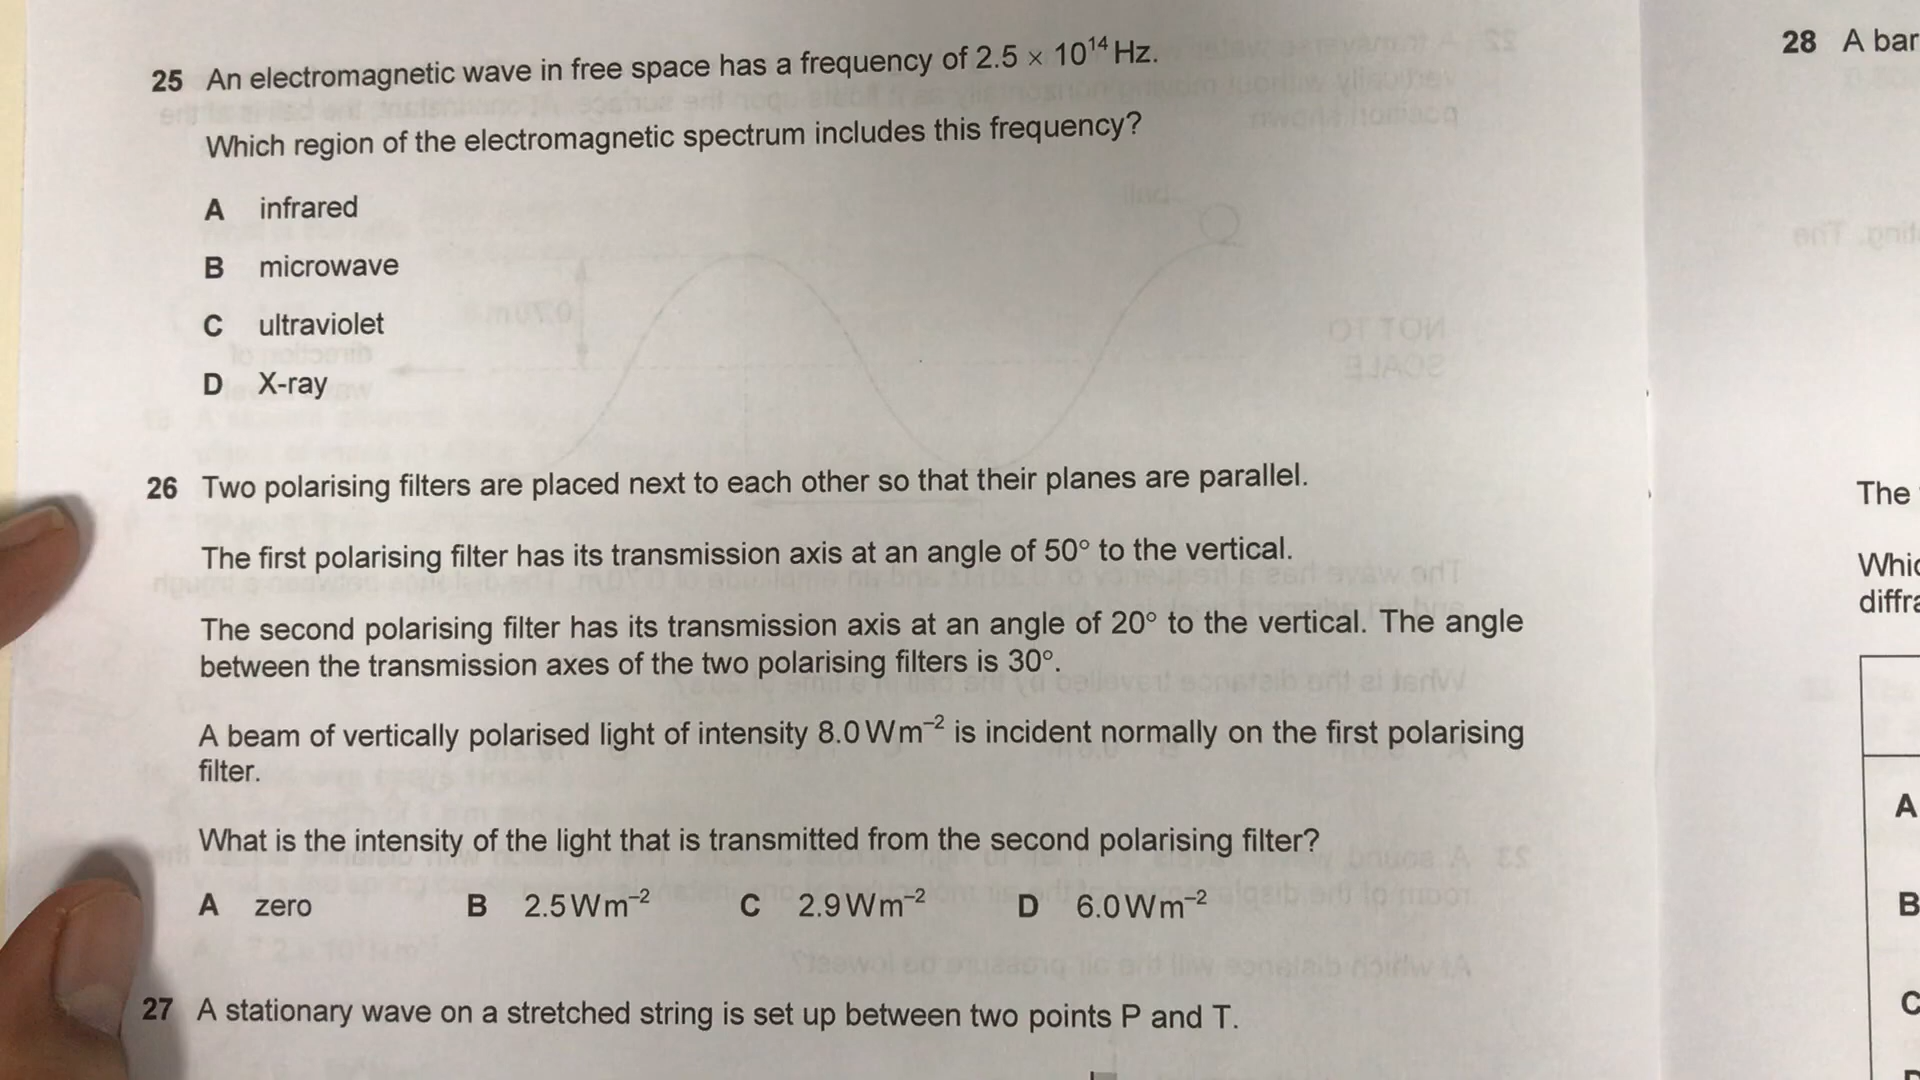 25 An electromagnetic wave in free space has a frequency of 2.5 × 10¹⁴ Hz.
Which region of the electromagnetic spectrum includes this frequency?
A infrared
B microwave
C ultraviolet
D X-ray
26 Two polarising filters are placed next to each other so that their planes are parallel.
The first polarising filter has its transmission axis at an angle of 50° to the vertical.
The second polarising filter has its transmission axis at an angle of 20° to the vertical. The angle
between the transmission axes of the two polarising filters is 30°.
A beam of vertically polarised light of intensity 8.0 W m⁻² is incident normally on the first polarising
filter.
What is the intensity of the light that is transmitted from the second polarising filter?
A zero B 2.5 W m⁻² C 2.9 W m⁻² D 6.0 W m⁻²
27 A stationary wave on a stretched string is set up between two points P and T.
28 A bar
The
A
B
C